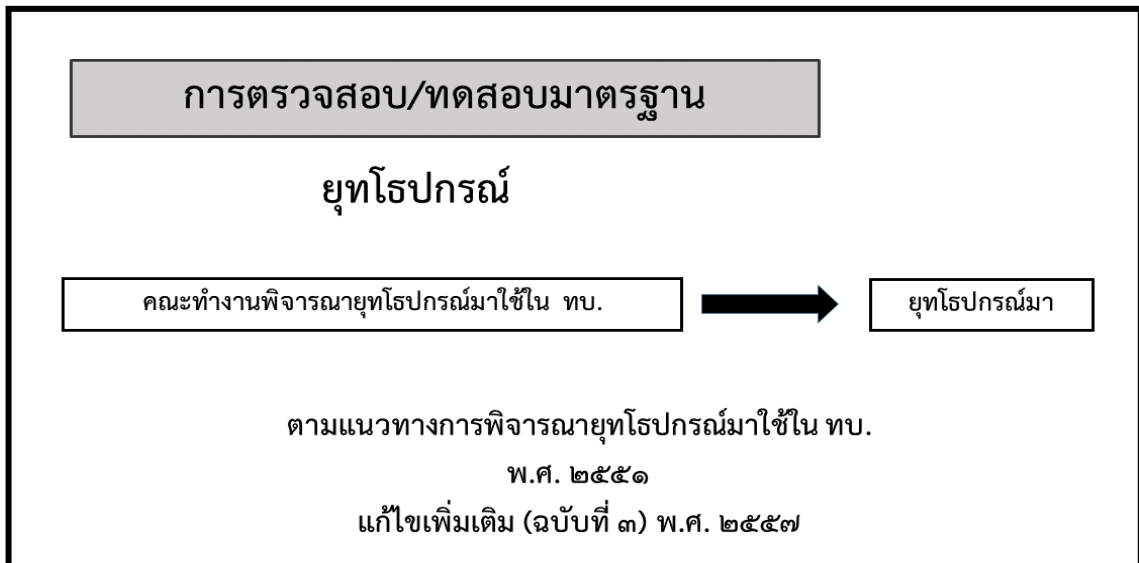 การตรวจสอบ/ทดสอบมาตรฐาน
ยุทโธปกรณ์
คณะทำงานพิจารณายุทโธปกรณ์มาใช้ใน ทบ.
ยุทโธปกรณ์มา
ตามแนวทางการพิจารณายุทโธปกรณ์มาใช้ใน ทบ.
พ.ศ. ๒๕๕๑
แก้ไขเพิ่มเติม (ฉบับที่ ๓) พ.ศ. ๒๕๕๗